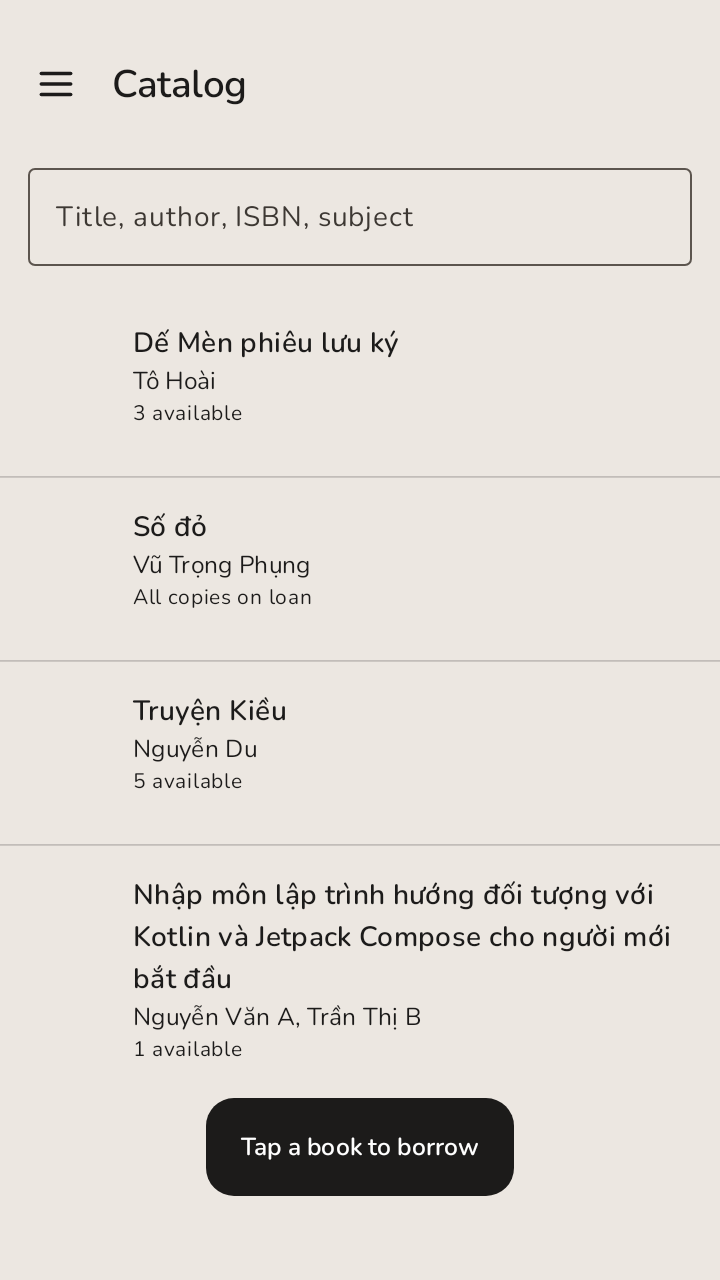 Catalog
Title, author, ISBN, subject
Dế Mèn phiêu lưu ký
Tô Hoài
3 available
Số đỏ
Vũ Trọng Phụng
All copies on loan
Truyện Kiều
Nguyễn Du
5 available
Nhập môn lập trình hướng đối tượng với
Kotlin và Jetpack Compose cho người mới
bắt đầu
Nguyễn Văn A, Trần Thị B
1 available
Tap a book to borrow